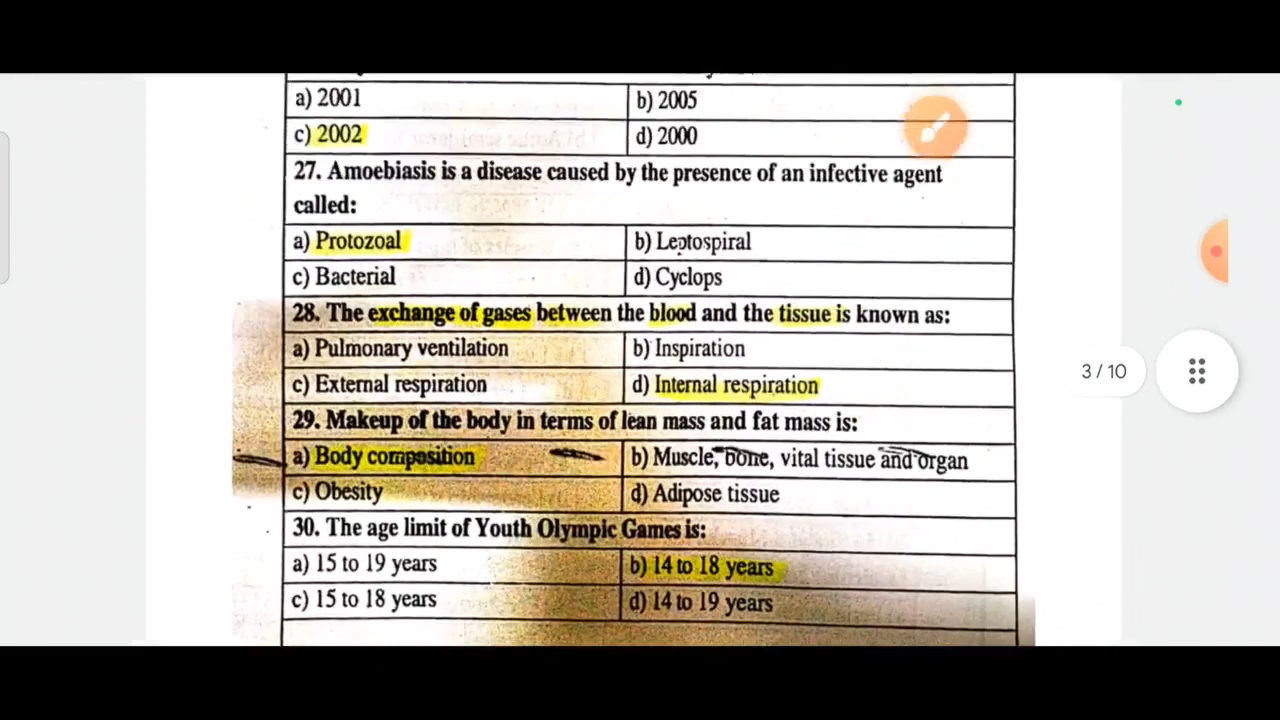 a) 2001
b) 2005
c) 2002
d) 2000
27. Amoebiasis is a disease caused by the presence of an infective agent
called:
a) Protozoal
b) Leptospiral
c) Bacterial
d) Cyclops
28. The exchange of gases between the blood and the tissue is known as:
a) Pulmonary ventilation
b) Inspiration
c) External respiration
d) Internal respiration
29. Makeup of the body in terms of lean mass and fat mass is:
a) Body composition
b) Muscle, bone, vital tissue and organ
c) Obesity
d) Adipose tissue
30. The age limit of Youth Olympic Games is:
a) 15 to 19 years
b) 14 to 18 years
c) 15 to 18 years
d) 14 to 19 years
3 / 10